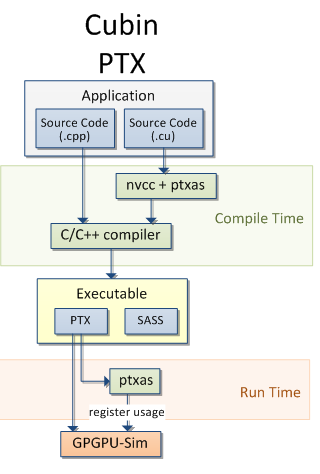 Cubin
PTX
Application
Source Code
(.cpp)
Source Code
(.cu)
nvcc + ptxas
Compile Time
C/C++ compiler
Executable
PTX
SASS
ptxas
Run Time
register usage
GPGPU-Sim